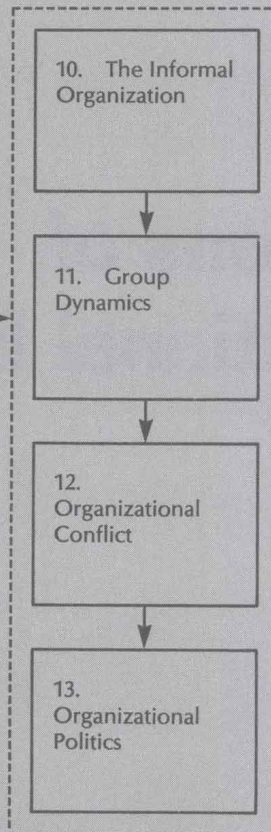 10. The Informal
Organization
11. Group
Dynamics
12.
Organizational
Conflict
13.
Organizational
Politics